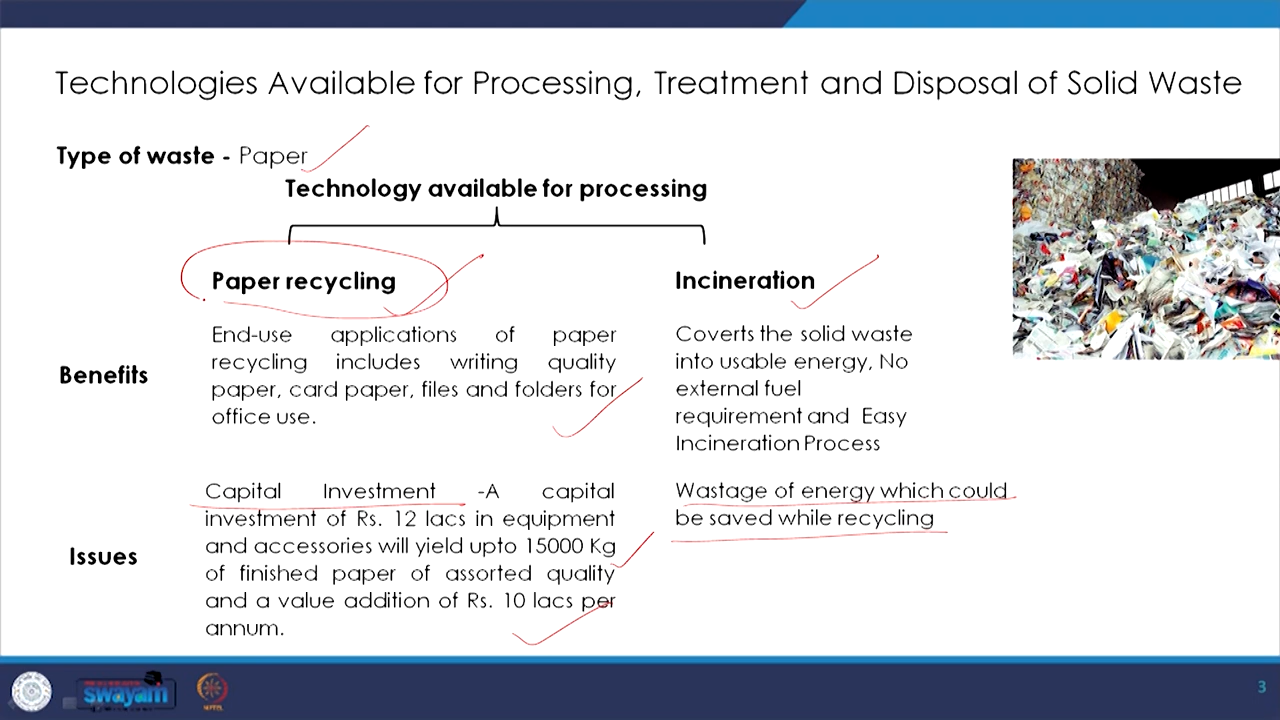 Technologies Available for Processing, Treatment and Disposal of Solid Waste
Type of waste - Paper
Technology available for processing
Paper recycling
Incineration
Benefits
End-use applications of paper
recycling includes writing quality
paper, card paper, files and folders for
office use.
Coverts the solid waste
into usable energy, No
external fuel
requirement and Easy
Incineration Process
Issues
Capital Investment -A capital
investment of Rs. 12 lacs in equipment
and accessories will yield upto 15000 Kg
of finished paper of assorted quality
and a value addition of Rs. 10 lacs per
annum.
Wastage of energy which could
be saved while recycling
swayam
3